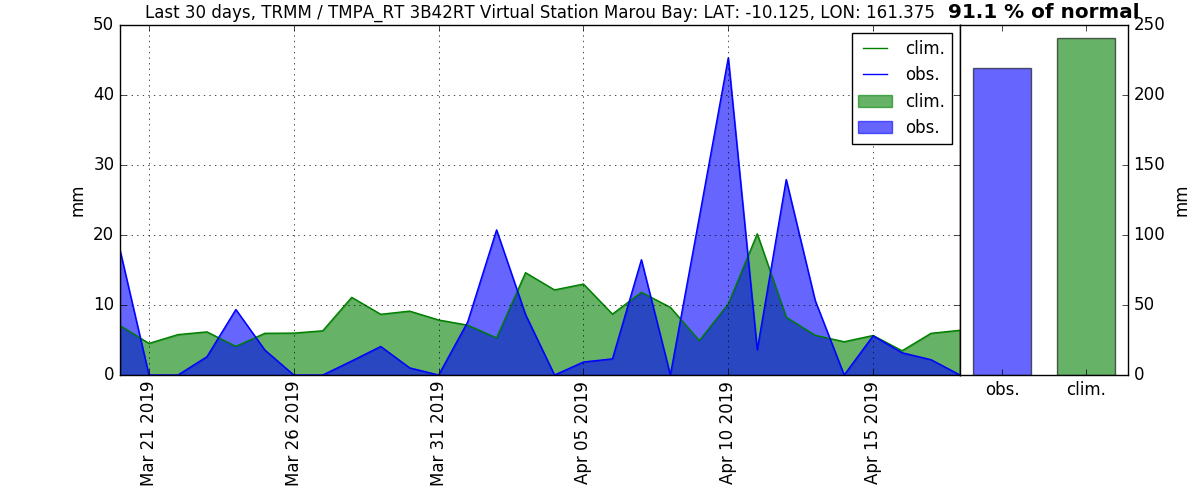 Last 30 days, TRMM / TMPA_RT 3B42RT Virtual Station Marou Bay: LAT: -10.125, LON: 161.375
91.1 % of normal
50
40
30
20
10
0
mm
clim.
obs.
clim.
obs.
250
200
150
100
50
0
mm
Mar 21 2019
Mar 26 2019
Mar 31 2019
Apr 05 2019
Apr 10 2019
Apr 15 2019
obs.
clim.